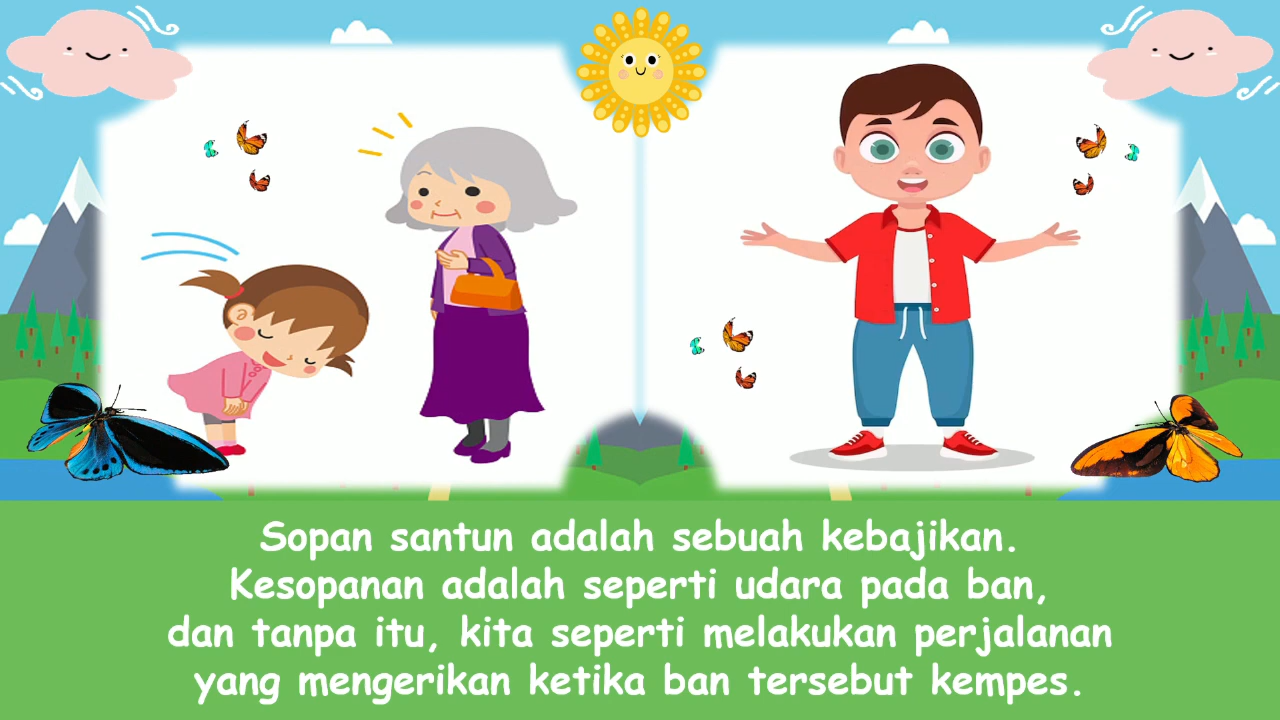 Sopan santun adalah sebuah kebajikan.
Kesopanan adalah seperti udara pada ban,
dan tanpa itu, kita seperti melakukan perjalanan
yang mengerikan ketika ban tersebut kempes.